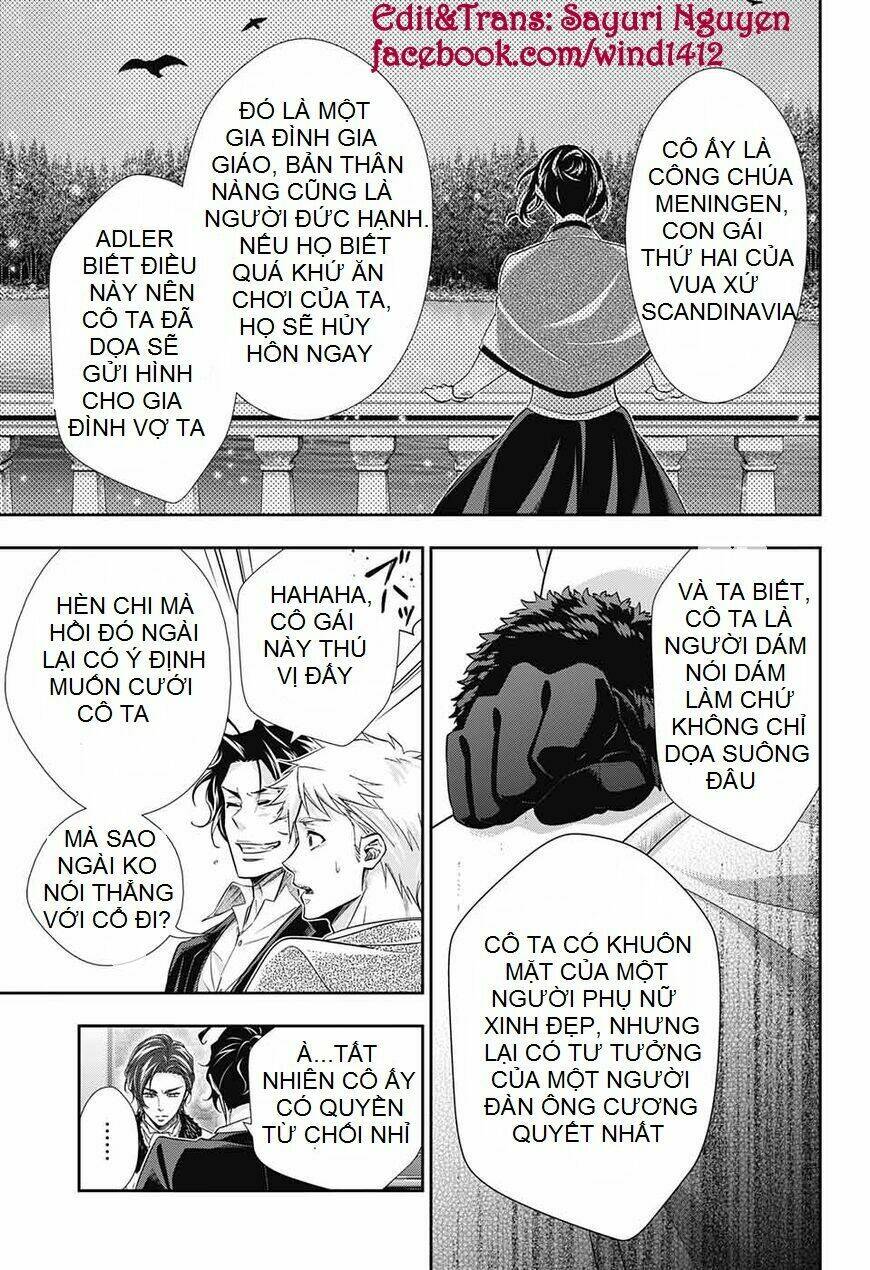 Edit&Trans: Sayuri Nguyen
facebook.com/wind1412
CÔ ẤY LÀ
CÔNG CHÚA
MENINGEN,
CON GÁI
THỨ HAI CỦA
VUA XỨ
SCANDINAVIA
ĐÓ LÀ MỘT
GIA ĐÌNH GIA
GIÁO, BẢN THÂN
NÀNG CŨNG LÀ
NGƯỜI ĐỨC HẠNH.
NẾU HỌ BIẾT
QUÁ KHỨ ĂN
CHƠI CỦA TA,
HỌ SẼ HỦY
HÔN NGAY
ADLER
BIẾT ĐIỀU
NÀY NÊN
CÔ TA ĐÃ
DỌA SẼ
GỬI HÌNH
CHO GIA
ĐÌNH VỢ TA
VÀ TA BIẾT,
CÔ TA LÀ
NGƯỜI DÁM
NÓI DÁM
LÀM CHỨ
KHÔNG CHỈ
DỌA SUÔNG
ĐÂU
CÔ TA CÓ KHUÔN
MẶT CỦA MỘT
NGƯỜI PHỤ NỮ
XINH ĐẸP, NHƯNG
LẠI CÓ TƯ TƯỞNG
CỦA MỘT NGƯỜI
ĐÀN ÔNG CƯƠNG
QUYẾT NHẤT
HAHAHA,
CÔ GÁI
NÀY THÚ
VỊ ĐẤY
HÈN CHI MÀ
HỒI ĐÓ NGÀI
LẠI CÓ Ý ĐỊNH
MUỐN CƯỚI
CÔ TA
MÀ SAO
NGÀI KO
NÓI THẲNG
VỚI CỔ ĐI?
À...TẤT
NHIÊN CÔ ẤY
CÓ QUYỀN
TỪ CHỐI NHỈ
......